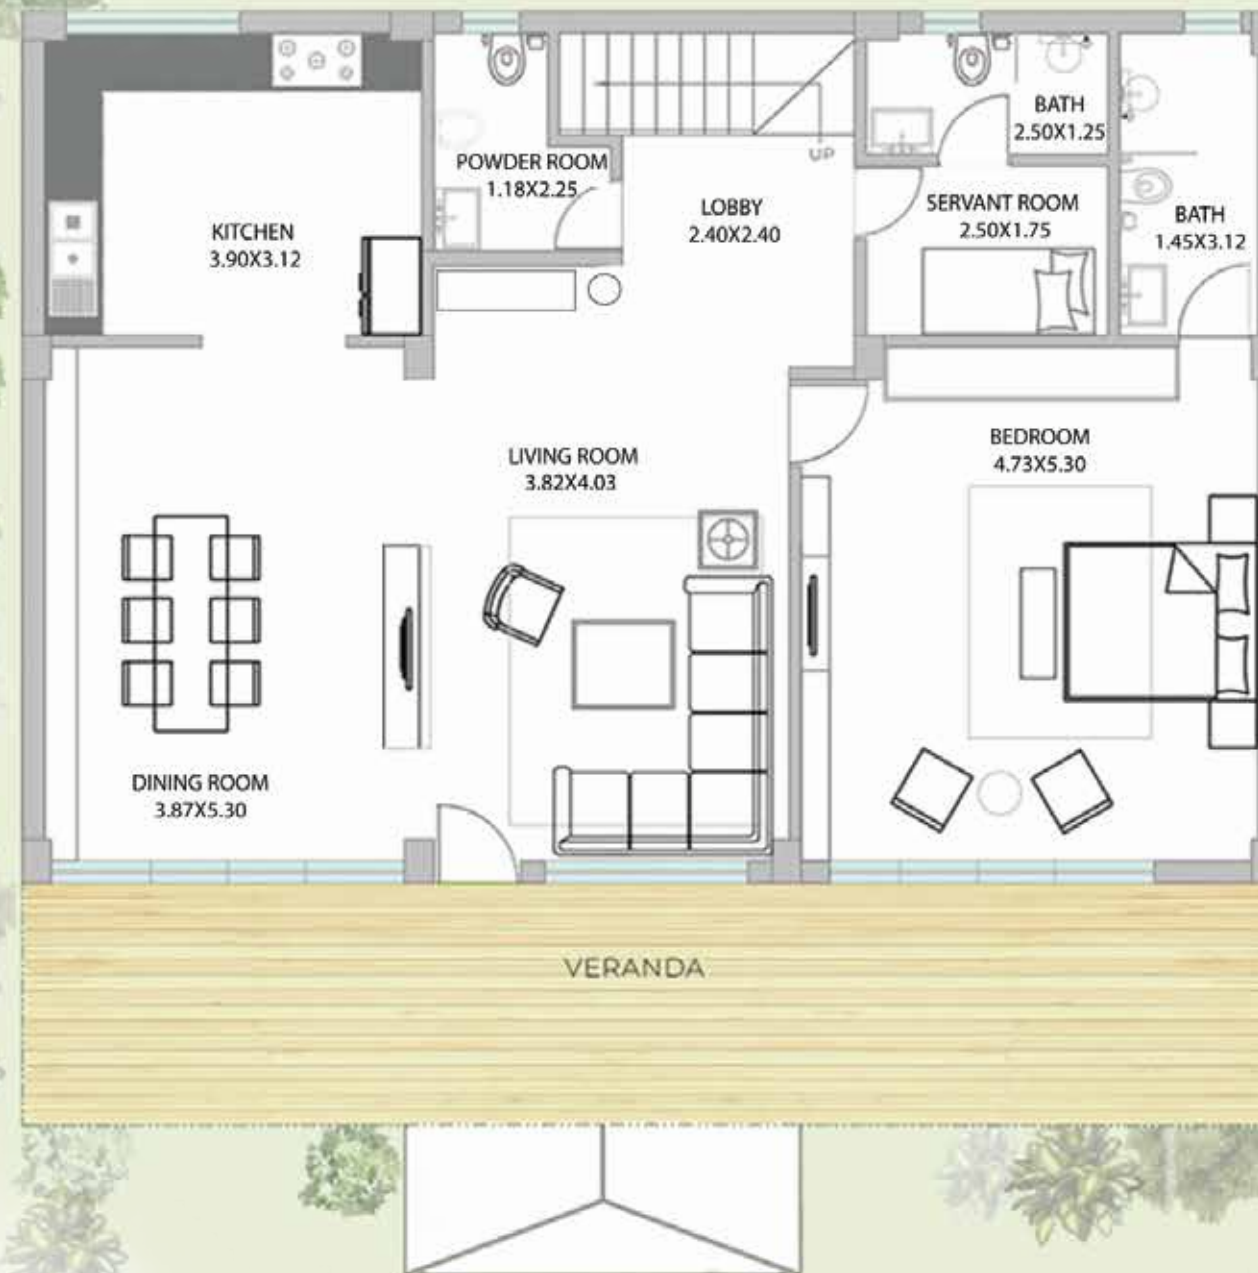 BATH
2.50X1.25
POWDER ROOM
1.18X2.25
UP
KITCHEN
3.90X3.12
LOBBY
2.40X2.40
SERVANT ROOM
2.50X1.75
BATH
1.45X3.12
LIVING ROOM
3.82X4.03
BEDROOM
4.73X5.30
DINING ROOM
3.87X5.30
VERANDA